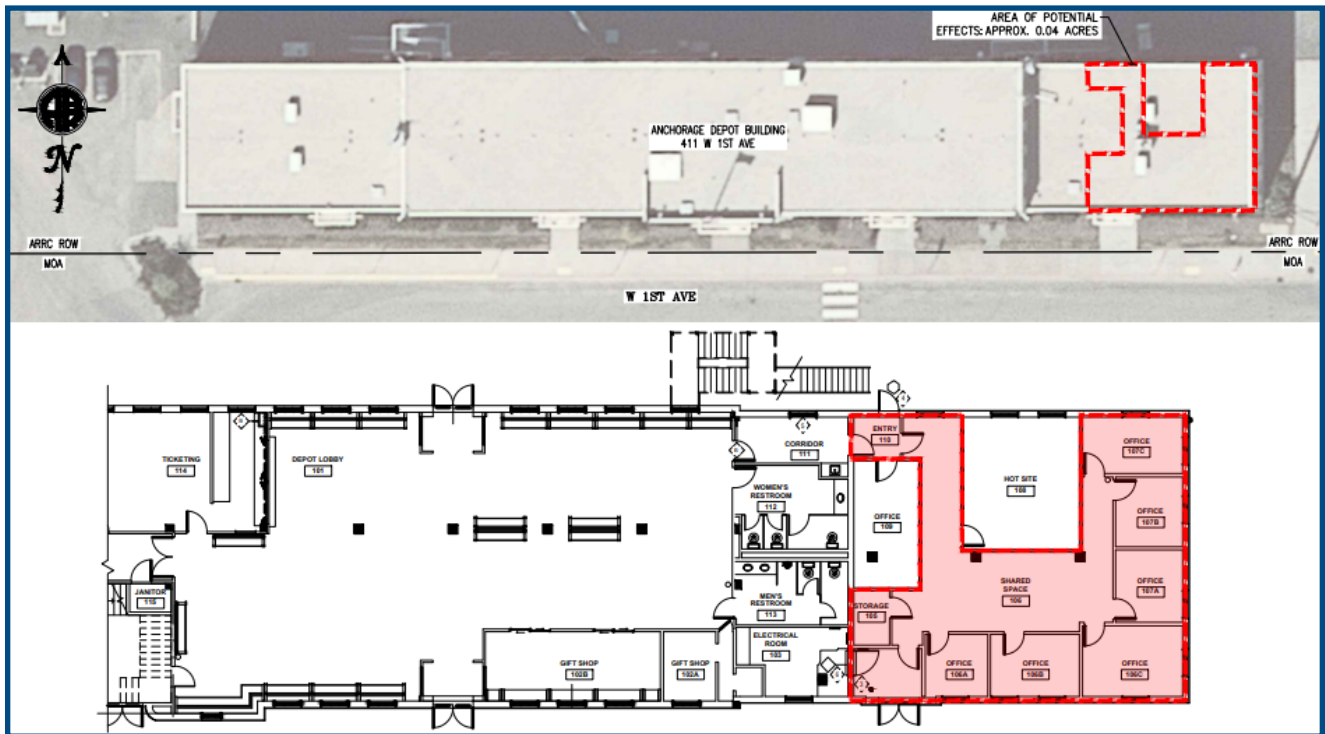 AREA OF POTENTIAL
EFFECTS: APPROX. 0.04 ACRES
N
ANCHORAGE DEPOT BUILDING
411 W 1ST AVE
ARRC ROW
MOA
ARRC ROW
MOA
W 1ST AVE
TICKETING
114
DEPOT LOBBY
101
CORRIDOR
111
ENTRY
110
OFFICE
107C
WOMEN'S
RESTROOM
112
HOT SITE
108
OFFICE
109
OFFICE
107B
OFFICE
107A
SHARED
SPACE
106
JANITOR
115
MEN'S
RESTROOM
113
STORAGE
105
ELECTRICAL
ROOM
103
GIFT SHOP
102B
GIFT SHOP
102A
OFFICE
106A
OFFICE
106B
OFFICE
106C